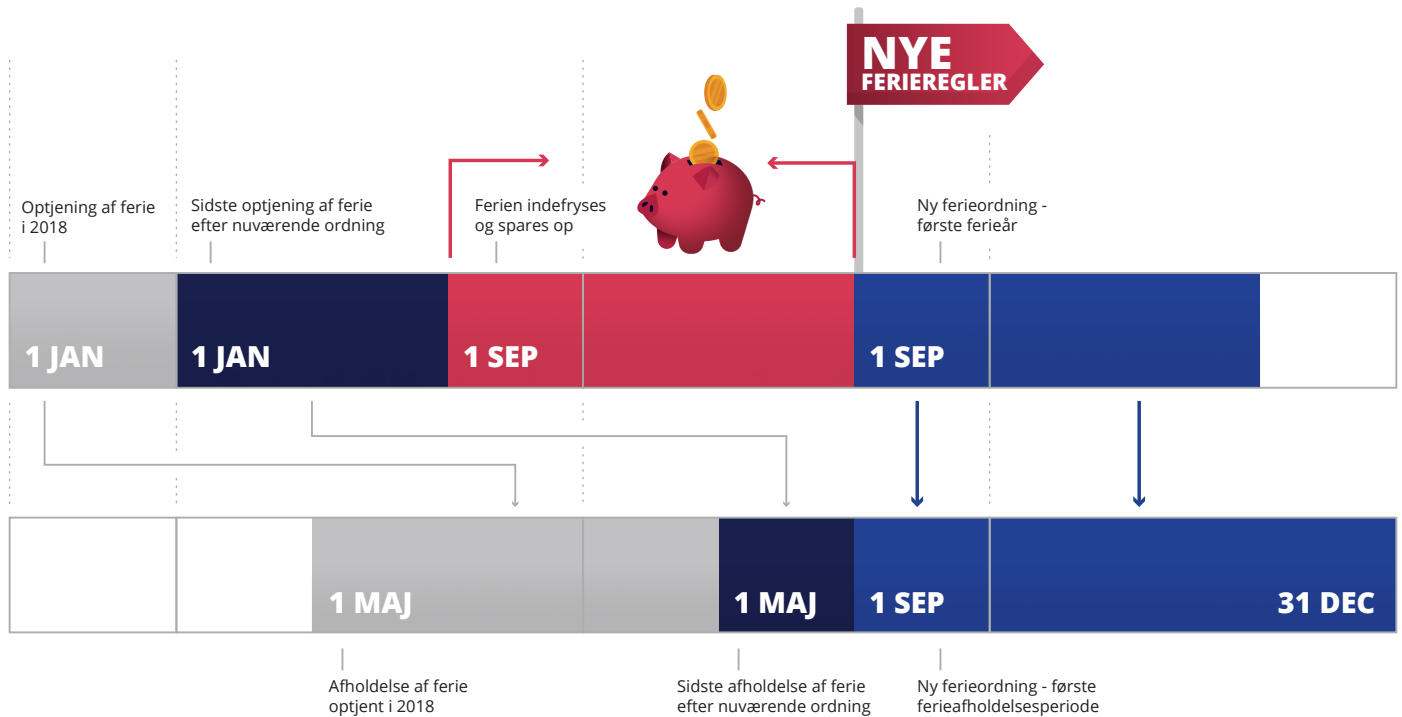 NYE
FERIEREGLER
Optjening af ferie
i 2018
Sidste optjening af ferie
efter nuværende ordning
Ferien indefryses
og spares op
Ny ferieordning -
første ferieår
1 JAN
1 JAN
1 SEP
1 SEP
1 MAJ
1 MAJ
1 SEP
31 DEC
Afholdelse af ferie
optjent i 2018
Sidste afholdelse af ferie
efter nuværende ordning
Ny ferieordning - første
ferieafholdelsesperiode